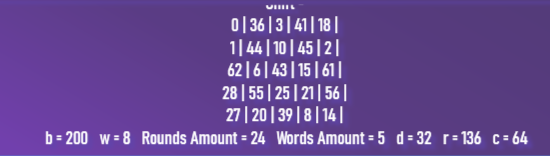 0 | 36 | 3 | 41 | 18 |
1 | 44 | 10 | 45 | 2 |
62 | 6 | 43 | 15 | 61 |
28 | 55 | 25 | 21 | 56 |
27 | 20 | 39 | 8 | 14 |
b = 200 w = 8 Rounds Amount = 24 Words Amount = 5 d = 32 r = 136 c = 64